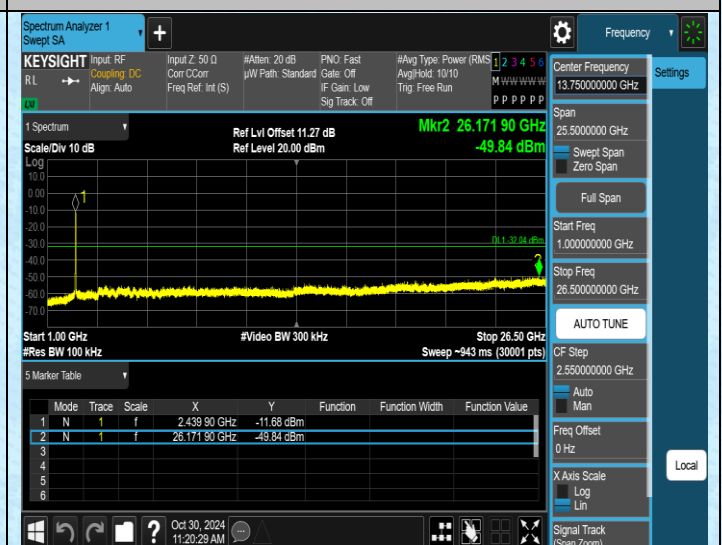 Spectrum Analyzer 1
Swept SA
+
Frequency
KEYSIGHT Input: RF
RL
Coupling: DC
Align: Auto
LXI
Input Z: 50 Ω
Corr CCorr
Freq Ref: Int (S)
#Atten: 20 dB
µW Path: Standard
PNO: Fast
Gate: Off
IF Gain: Low
Sig Track: Off
#Avg Type: Power (RMS
Avg|Hold: 10/10
Trig: Free Run
1 2 3 4 5 6
M W W W W W
P P P P P P
1 Spectrum
Scale/Div 10 dB
Log
Ref Lvl Offset 11.27 dB
Ref Level 20.00 dBm
Mkr2 26.171 90 GHz
-49.84 dBm
10.0
0.00
-10.0
-20.0
-30.0
-40.0
-50.0
-60.0
-70.0
1
DL1 -32.04 dBm
2
Start 1.00 GHz
#Res BW 100 kHz
#Video BW 300 kHz
Stop 26.50 GHz
Sweep ~943 ms (30001 pts)
5 Marker Table
Mode Trace Scale X Y Function Function Width Function Value
1 N 1 f 2.439 90 GHz -11.68 dBm
2 N 1 f 26.171 90 GHz -49.84 dBm
3
4
5
6
Oct 30, 2024
11:20:29 AM
?
Center Frequency
13.750000000 GHz
Settings
Span
25.5000000 GHz
Swept Span
Zero Span
Full Span
Start Freq
1.000000000 GHz
Stop Freq
26.500000000 GHz
AUTO TUNE
CF Step
2.550000000 GHz
Auto
Man
Freq Offset
0 Hz
X Axis Scale
Log
Lin
Signal Track
(Span Zoom)
Local